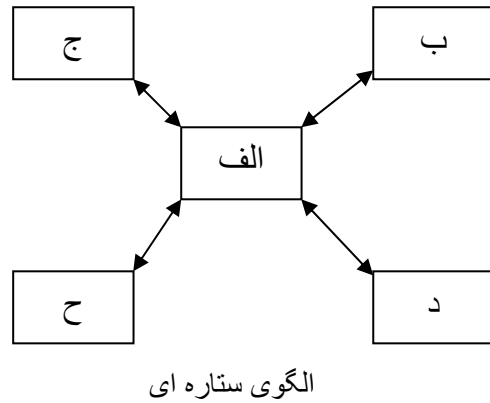 ب
ج
الف
د
ح
الگوی ستاره ای